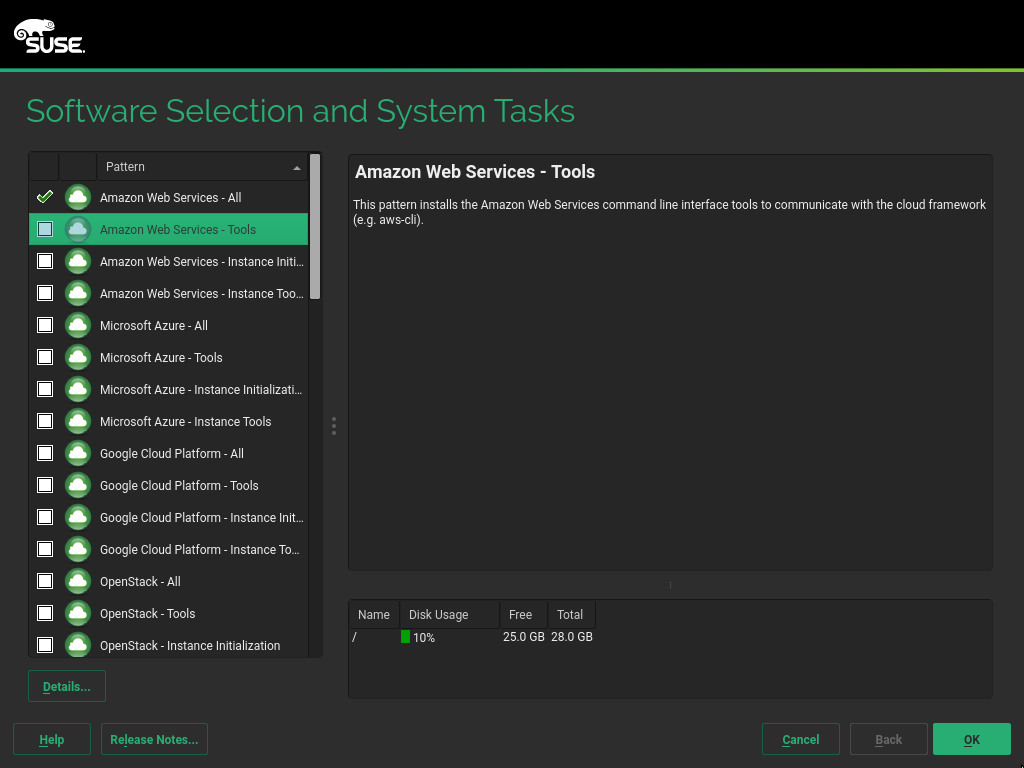 SUSE
Software Selection and System Tasks
Pattern
Amazon Web Services - All
Amazon Web Services - Tools
Amazon Web Services - Instance Initi...
Amazon Web Services - Instance Too...
Microsoft Azure - All
Microsoft Azure - Tools
Microsoft Azure - Instance Initializati...
Microsoft Azure - Instance Tools
Google Cloud Platform - All
Google Cloud Platform - Tools
Google Cloud Platform - Instance Init...
Google Cloud Platform - Instance To...
OpenStack - All
OpenStack - Tools
OpenStack - Instance Initialization
Details...
Amazon Web Services - Tools
This pattern installs the Amazon Web Services command line interface tools to communicate with the cloud framework
(e.g. aws-cli).
Name Disk Usage Free Total
/ 10% 25.0 GB 28.0 GB
Help Release Notes... Cancel Back OK